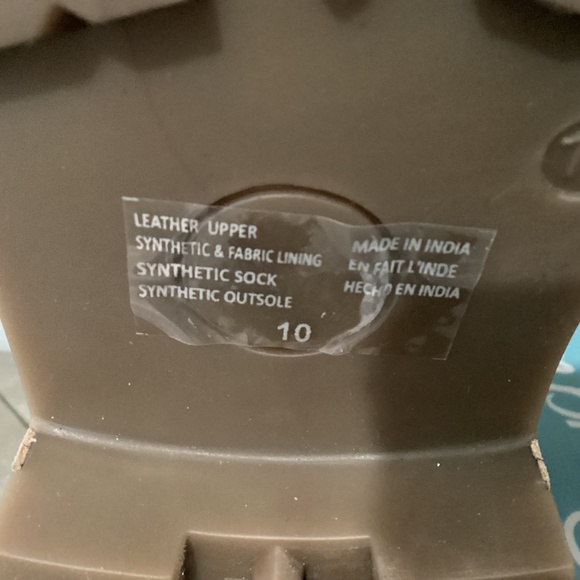 LEATHER UPPER
SYNTHETIC & FABRIC LINING
SYNTHETIC SOCK
SYNTHETIC OUTSOLE
10
MADE IN INDIA
EN FAIT L'INDE
HECHO EN INDIA